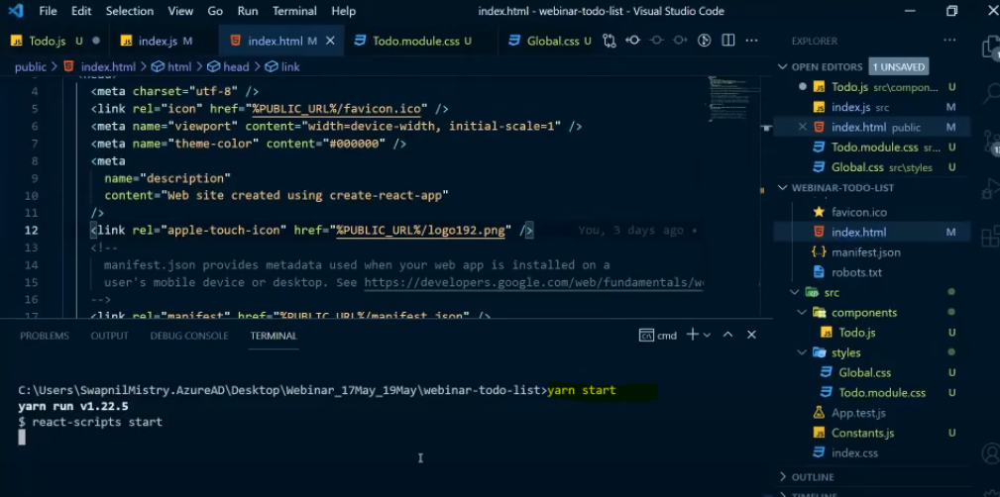 File Edit Selection View Go Run Terminal Help index.html - webinar-todo-list - Visual Studio Code
Todo.js U index.js M index.html M Todo.module.css U Global.css U
public > index.html > html > head > link
4 <meta charset="utf-8" />
5 <link rel="icon" href="%PUBLIC_URL%/favicon.ico" />
6 <meta name="viewport" content="width=device-width, initial-scale=1" />
7 <meta name="theme-color" content="#000000" />
8 <meta
9 name="description"
10 content="Web site created using create-react-app"
11 />
12 <link rel="apple-touch-icon" href="%PUBLIC_URL%/logo192.png" /> You, 3 days ago •
13 <!--
14 manifest.json provides metadata used when your web app is installed on a
15 user's mobile device or desktop. See https://developers.google.com/web/fundamentals/w
16 -->
17 <link rel="manifest" href="%PUBLIC_URL%/manifest.json" />
PROBLEMS OUTPUT DEBUG CONSOLE TERMINAL cmd
C:\Users\SwapnilMistry.AzureAD\Desktop\Webinar_17May_19May\webinar-todo-list>yarn start
yarn run v1.22.5
$ react-scripts start
EXPLORER
OPEN EDITORS 1 UNSAVED
Todo.js src\compon... U
index.js src M
index.html public M
Todo.module.css sr... U
Global.css src\styles U
WEBINAR-TODO-LIST
favicon.ico
index.html M
manifest.json
robots.txt
src
components
Todo.js U
styles
Global.css U
Todo.module.css U
App.test.js
Constants.js U
index.css
OUTLINE
TIMELINE